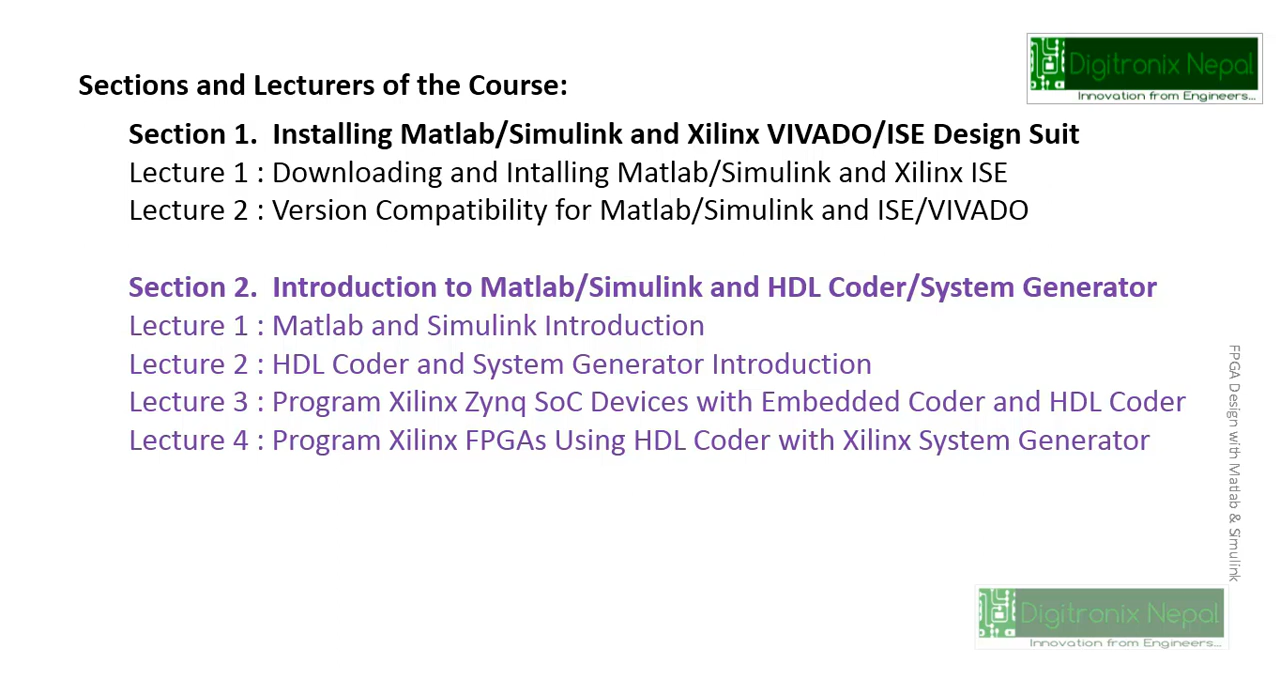 Digitronix Nepal
Innovation from Engineers...
Sections and Lecturers of the Course:
Section 1. Installing Matlab/Simulink and Xilinx VIVADO/ISE Design Suit
Lecture 1 : Downloading and Intalling Matlab/Simulink and Xilinx ISE
Lecture 2 : Version Compatibility for Matlab/Simulink and ISE/VIVADO
Section 2. Introduction to Matlab/Simulink and HDL Coder/System Generator
Lecture 1 : Matlab and Simulink Introduction
Lecture 2 : HDL Coder and System Generator Introduction
Lecture 3 : Program Xilinx Zynq SoC Devices with Embedded Coder and HDL Coder
Lecture 4 : Program Xilinx FPGAs Using HDL Coder with Xilinx System Generator
FPGA Design with Matlab & Simulink
Digitronix Nepal
Innovation from Engineers...